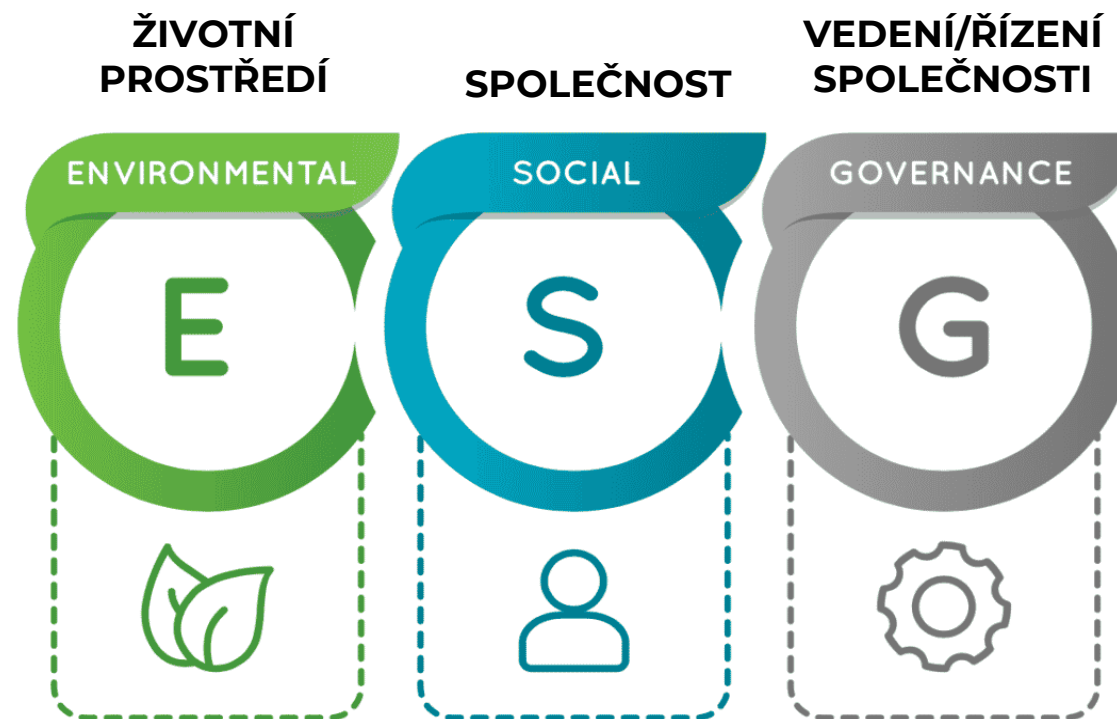 ŽIVOTNÍ
PROSTŘEDÍ
SPOLEČNOST
VEDENÍ/ŘÍZENÍ
SPOLEČNOSTI
ENVIRONMENTAL
SOCIAL
GOVERNANCE
E
S
G